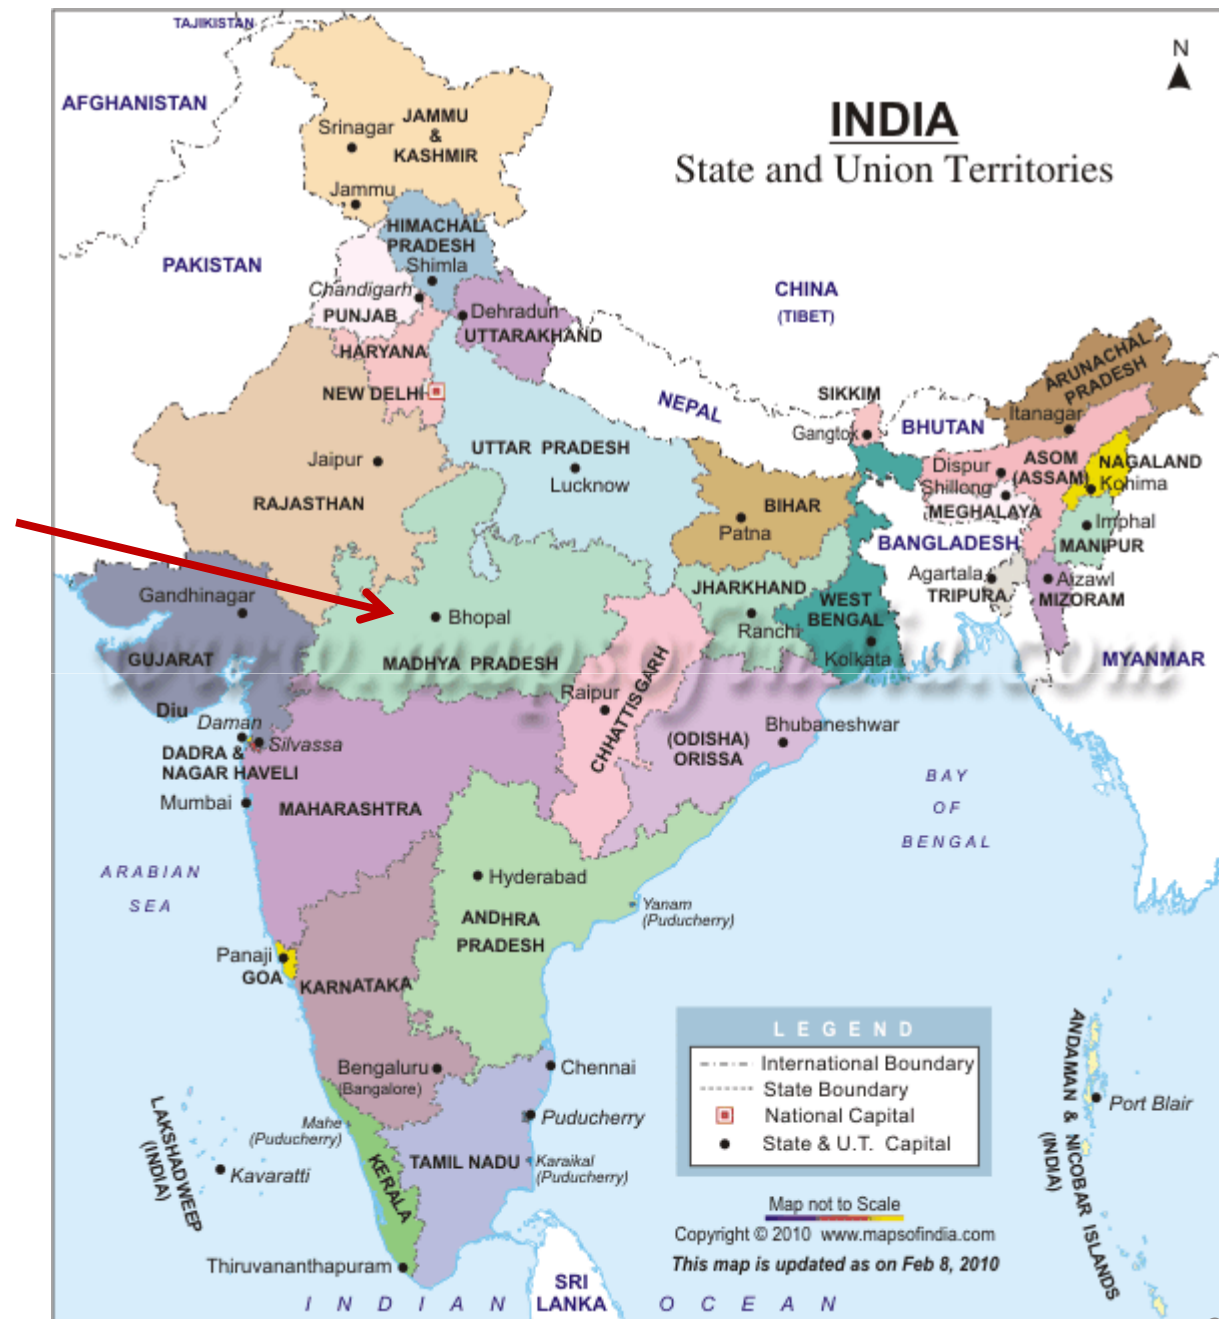 TAJIKISTAN
AFGHANISTAN
N
INDIA
State and Union Territories
JAMMU
&
KASHMIR
Srinagar
Jammu
HIMACHAL
PRADESH
Shimla
PAKISTAN
Chandigarh
PUNJAB
Dehradun
UTTARAKHAND
CHINA
(TIBET)
HARYANA
NEW DELHI
NEPAL
SIKKIM
Gangtok
BHUTAN
ARUNACHAL
PRADESH
Itanagar
UTTAR PRADESH
Lucknow
Jaipur
RAJASTHAN
BIHAR
Patna
Dispur
Shillong
MEGHALAYA
ASOM
(ASSAM)
NAGALAND
Kohima
Imphal
MANIPUR
BANGLADESH
Agartala
TRIPURA
Aizawl
MIZORAM
MYANMAR
Gandhinagar
GUJARAT
Bhopal
MADHYA PRADESH
JHARKHAND
Ranchi
WEST
BENGAL
Kolkata
www.mapsofindia.com
Diu
Daman
Silvassa
DADRA &
NAGAR HAVELI
Mumbai
MAHARASHTRA
Raipur
CHHATTISGARH
(ODISHA)
ORISSA
Bhubaneshwar
BAY
OF
BENGAL
ARABIAN
SEA
Hyderabad
ANDHRA
PRADESH
Yanam
(Puducherry)
Panaji
GOA
KARNATAKA
Bengaluru
(Bangalore)
Chennai
Puducherry
Mahe
(Puducherry)
KERALA
TAMIL NADU
Karaikal
(Puducherry)
LAKSHADWEEP
(INDIA)
Kavaratti
Thiruvananthapuram
LEGEND
International Boundary
State Boundary
National Capital
State & U.T. Capital
Map not to Scale
Copyright © 2010 www.mapsofindia.com
This map is updated as on Feb 8, 2010
ANDAMAN & NICOBAR ISLANDS
(INDIA)
Port Blair
SRI
LANKA
INDIAN OCEAN